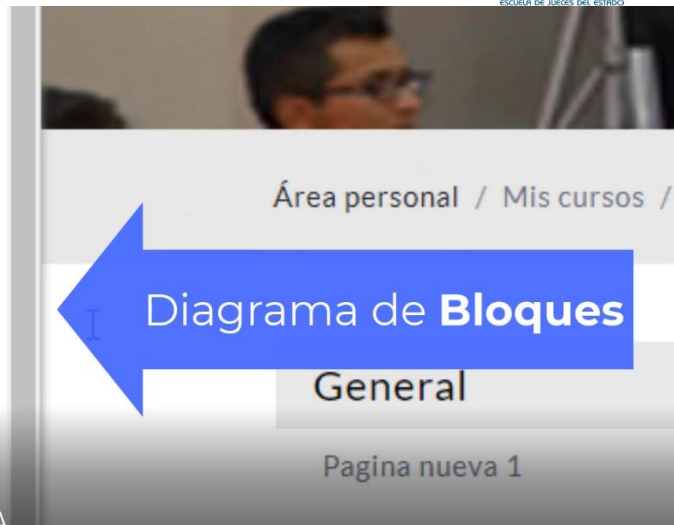 ESCUELA DE JUECES DEL ESTADO
Área personal / Mis cursos /
Diagrama de Bloques
General
Pagina nueva 1